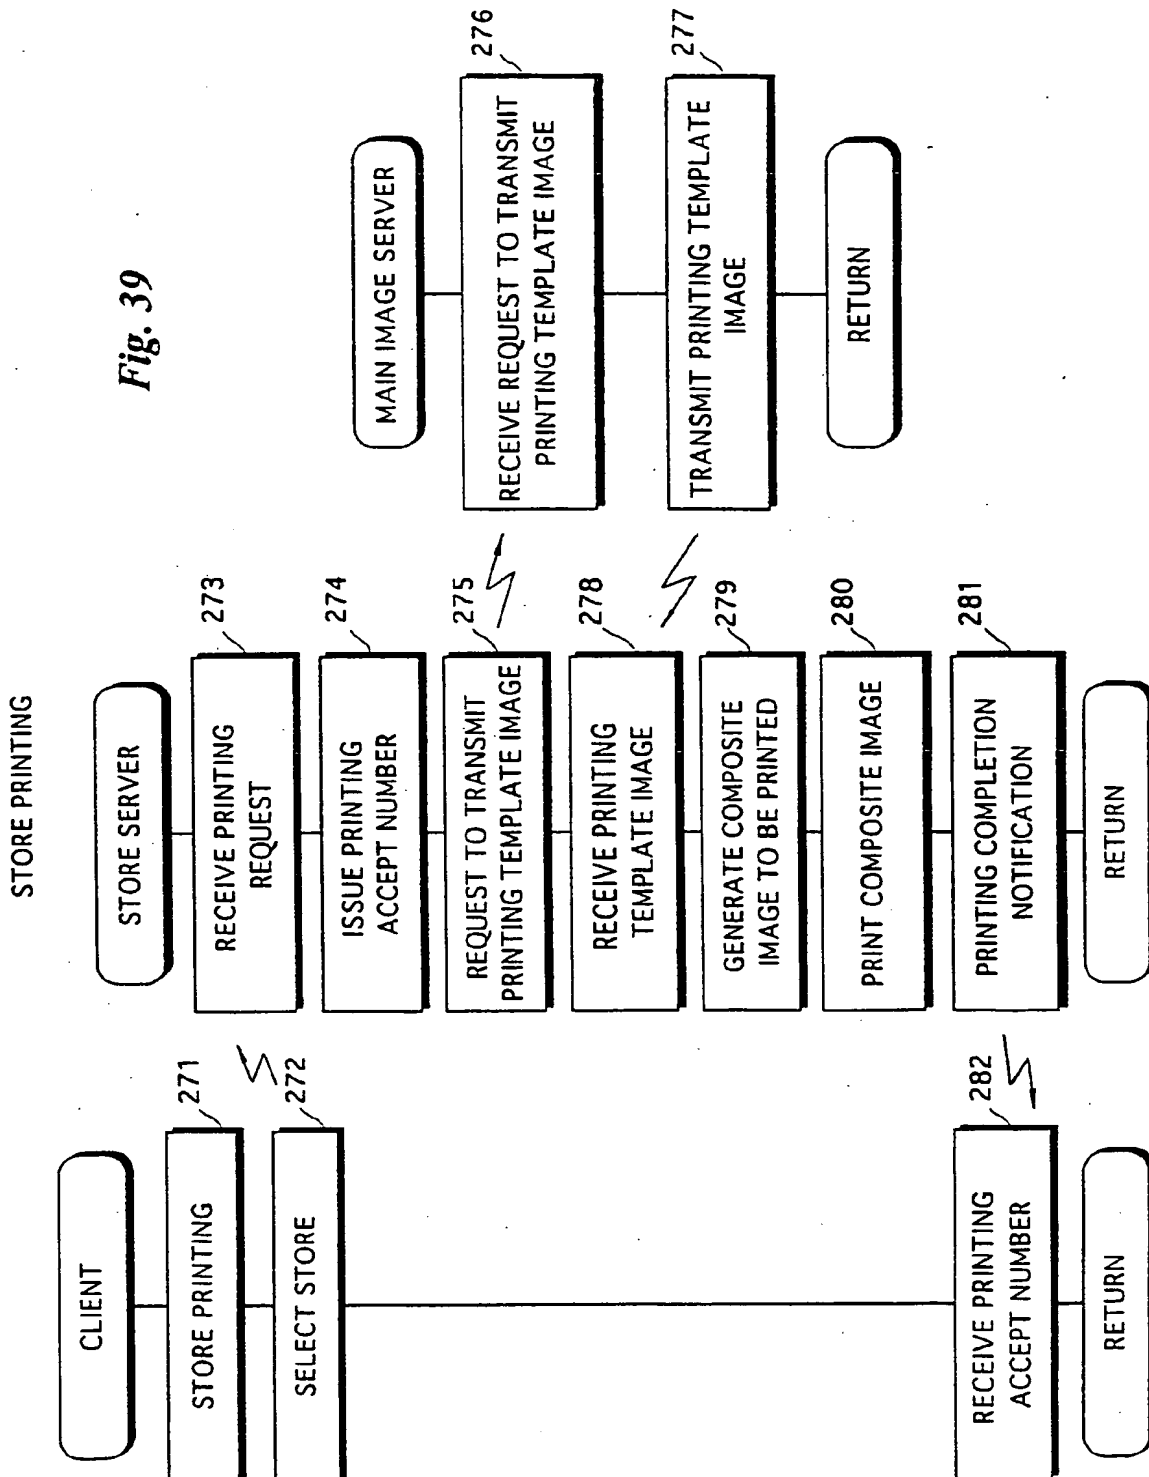 Fig. 39
STORE PRINTING
CLIENT
STORE PRINTING
271
SELECT STORE
272
RECEIVE PRINTING
ACCEPT NUMBER
282
RETURN
STORE SERVER
RECEIVE PRINTING
REQUEST
273
ISSUE PRINTING
ACCEPT NUMBER
274
REQUEST TO TRANSMIT
PRINTING TEMPLATE IMAGE
275
RECEIVE PRINTING
TEMPLATE IMAGE
278
GENERATE COMPOSITE
IMAGE TO BE PRINTED
279
PRINT COMPOSITE IMAGE
280
PRINTING COMPLETION
NOTIFICATION
281
RETURN
MAIN IMAGE SERVER
RECEIVE REQUEST TO TRANSMIT
PRINTING TEMPLATE IMAGE
276
TRANSMIT PRINTING TEMPLATE
IMAGE
277
RETURN